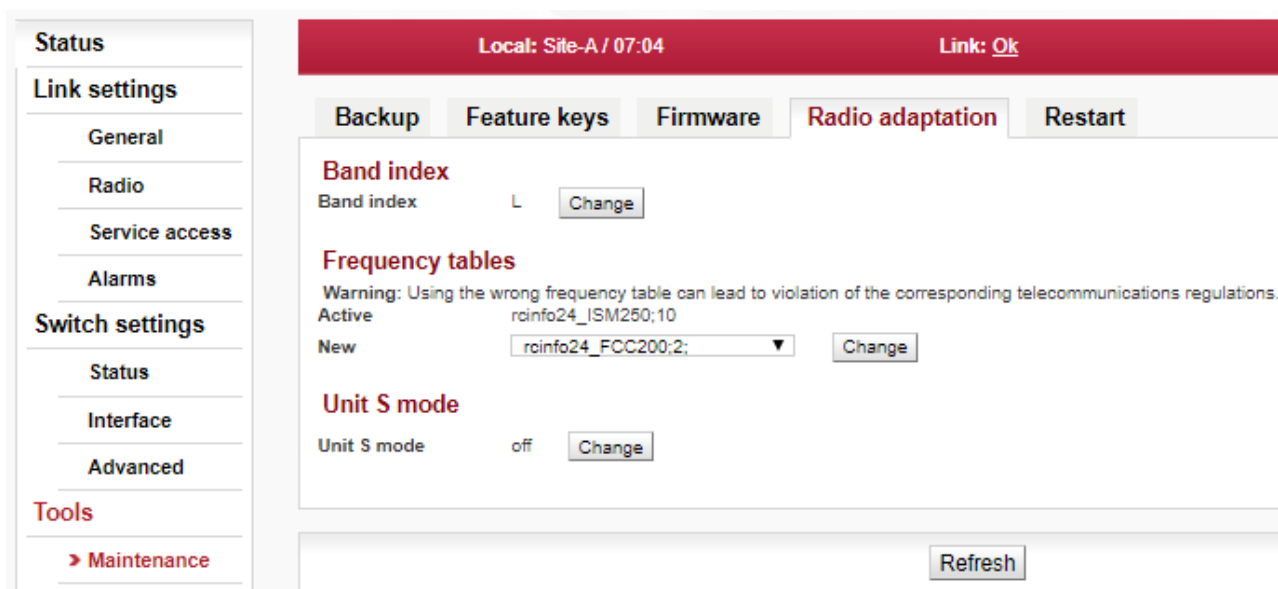 Status
Link settings
General
Radio
Service access
Alarms
Switch settings
Status
Interface
Advanced
Tools
Maintenance
Local: Site-A / 07:04 Link: Ok
Backup Feature keys Firmware Radio adaptation Restart
Band index
Band index L Change
Frequency tables
Warning: Using the wrong frequency table can lead to violation of the corresponding telecommunications regulations.
Active rcinfo24_ISM250;10
New rcinfo24_FCC200;2; Change
Unit S mode
Unit S mode off Change
Refresh